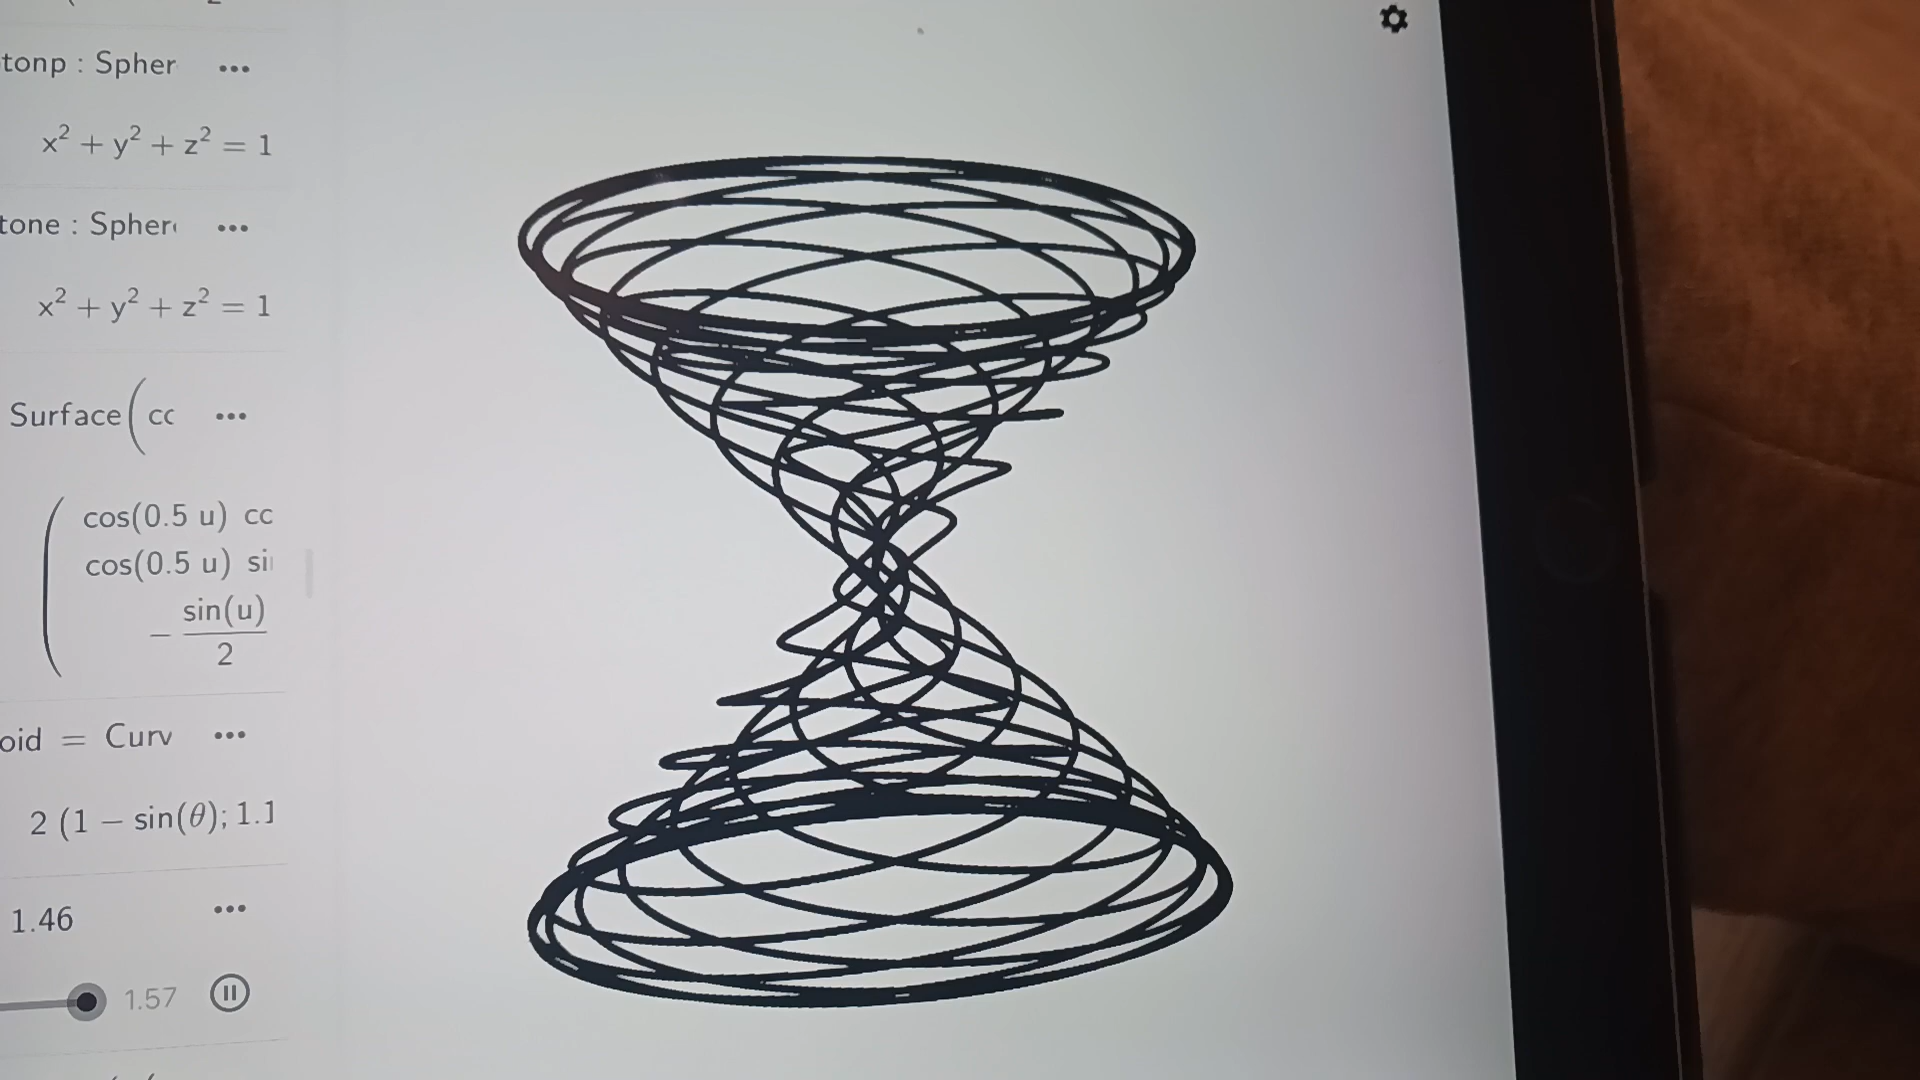 tonp : Spher
x² + y² + z² = 1
tone : Spher
x² + y² + z² = 1
Surface( cc
cos(0.5 u) cc
cos(0.5 u) si
− sin(u)
2
oid = Curv
2 (1 − sin(θ); 1.1
1.46
1.57